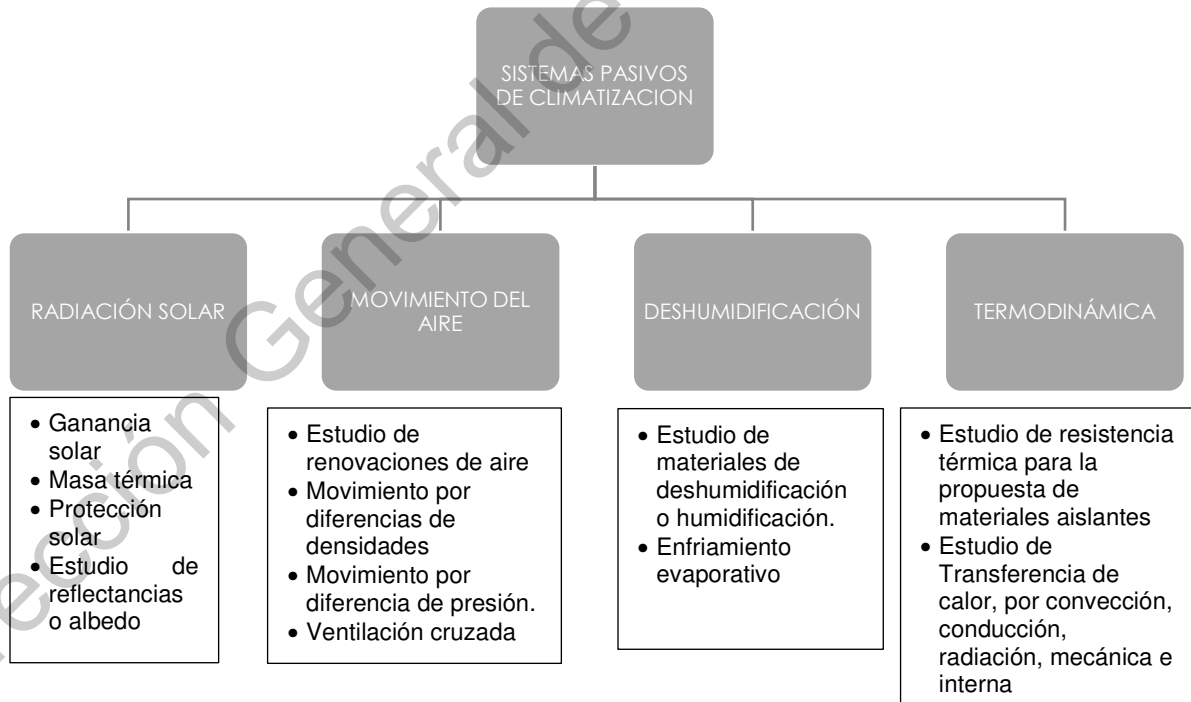 SISTEMAS PASIVOS
DE CLIMATIZACION
RADIACIÓN SOLAR
MOVIMIENTO DEL
AIRE
DESHUMIDIFICACIÓN
TERMODINÁMICA
• Ganancia
solar
• Masa térmica
• Protección
solar
• Estudio de
reflectancias
o albedo
• Estudio de
renovaciones de aire
• Movimiento por
diferencias de
densidades
• Movimiento por
diferencia de presión.
• Ventilación cruzada
• Estudio de
materiales de
deshumidificación
o humidificación.
• Enfriamiento
evaporativo
• Estudio de resistencia
térmica para la
propuesta de
materiales aislantes
• Estudio de
Transferencia de
calor, por convección,
conducción,
radiación, mecánica e
interna
ección General de